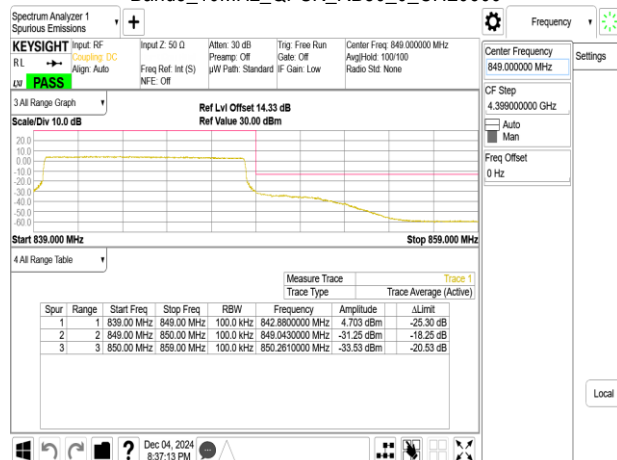 Spectrum Analyzer 1
Spurious Emissions
Frequency
KEYSIGHT
Input: RF
Coupling: DC
Align: Auto
Input Z: 50 Ω
Freq Ref: Int (S)
NFE: Off
Atten: 30 dB
Preamp: Off
µW Path: Standard
Trig: Free Run
Gate: Off
IF Gain: Low
Center Freq: 849.000000 MHz
Avg|Hold: 100/100
Radio Std: None
RL
LXI PASS
Center Frequency
849.000000 MHz
Settings
CF Step
4.399000000 GHz
Auto
Man
Freq Offset
0 Hz
3 All Range Graph
Scale/Div 10.0 dB
Ref Lvl Offset 14.33 dB
Ref Value 30.00 dBm
20.0
10.0
0.00
-10.0
-20.0
-30.0
-40.0
-50.0
-60.0
Start 839.000 MHz Stop 859.000 MHz
4 All Range Table
Measure Trace Trace 1
Trace Type Trace Average (Active)
Spur Range Start Freq Stop Freq RBW Frequency Amplitude ΔLimit
1 1 839.00 MHz 849.00 MHz 100.0 kHz 842.8800000 MHz 4.703 dBm -25.30 dB
2 2 849.00 MHz 850.00 MHz 100.0 kHz 849.0430000 MHz -31.25 dBm -18.25 dB
3 3 850.00 MHz 859.00 MHz 100.0 kHz 850.2610000 MHz -33.53 dBm -20.53 dB
Local
?
Dec 04, 2024
8:37:13 PM